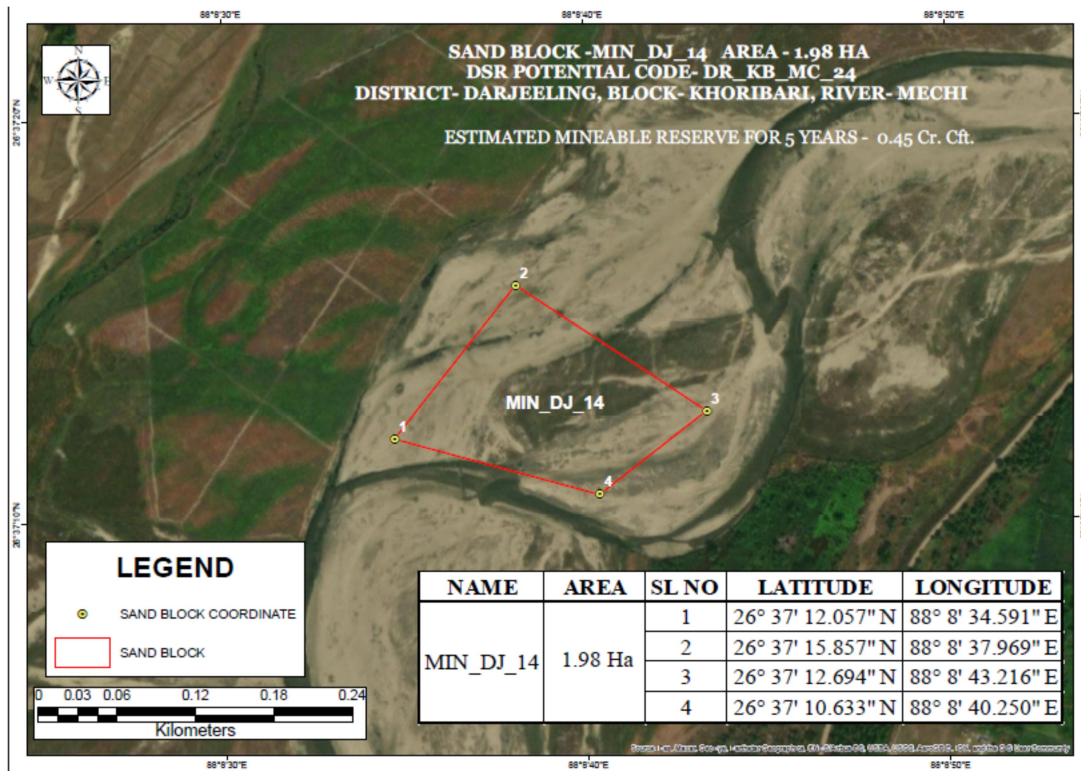 88°8'30"E 88°8'40"E 88°8'50"E
SAND BLOCK -MIN_DJ_14 AREA - 1.98 HA
DSR POTENTIAL CODE- DR_KB_MC_24
DISTRICT- DARJEELING, BLOCK- KHORIBARI, RIVER- MECHI
ESTIMATED MINEABLE RESERVE FOR 5 YEARS - 0.45 Cr. Cft.
N
W E
S
26°37'20"N
2
3
MIN_DJ_14
1
4
26°37'10"N
LEGEND
SAND BLOCK COORDINATE
SAND BLOCK
0 0.03 0.06 0.12 0.18 0.24
Kilometers
NAME AREA SL NO LATITUDE LONGITUDE
MIN_DJ_14 1.98 Ha
1 26° 37' 12.057" N 88° 8' 34.591" E
2 26° 37' 15.857" N 88° 8' 37.969" E
3 26° 37' 12.694" N 88° 8' 43.216" E
4 26° 37' 10.633" N 88° 8' 40.250" E
88°8'30"E 88°8'40"E 88°8'50"E